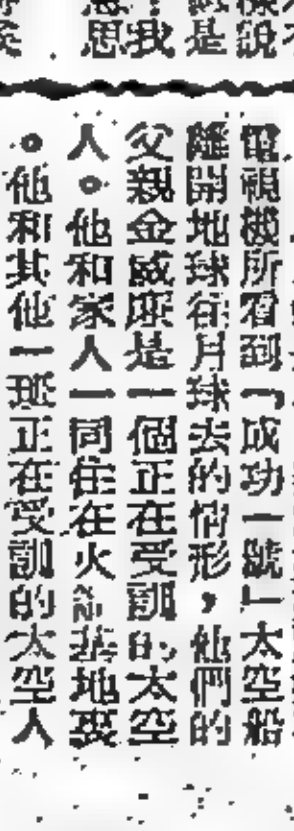 電視機所看到「成功一號」太空船
離開地球往月球去的情形，他們的
父親金威廉是一個正在受訓的太空
人。他和家人一同住在火箭基地裏
。他和其他一班正在受訓的太空人